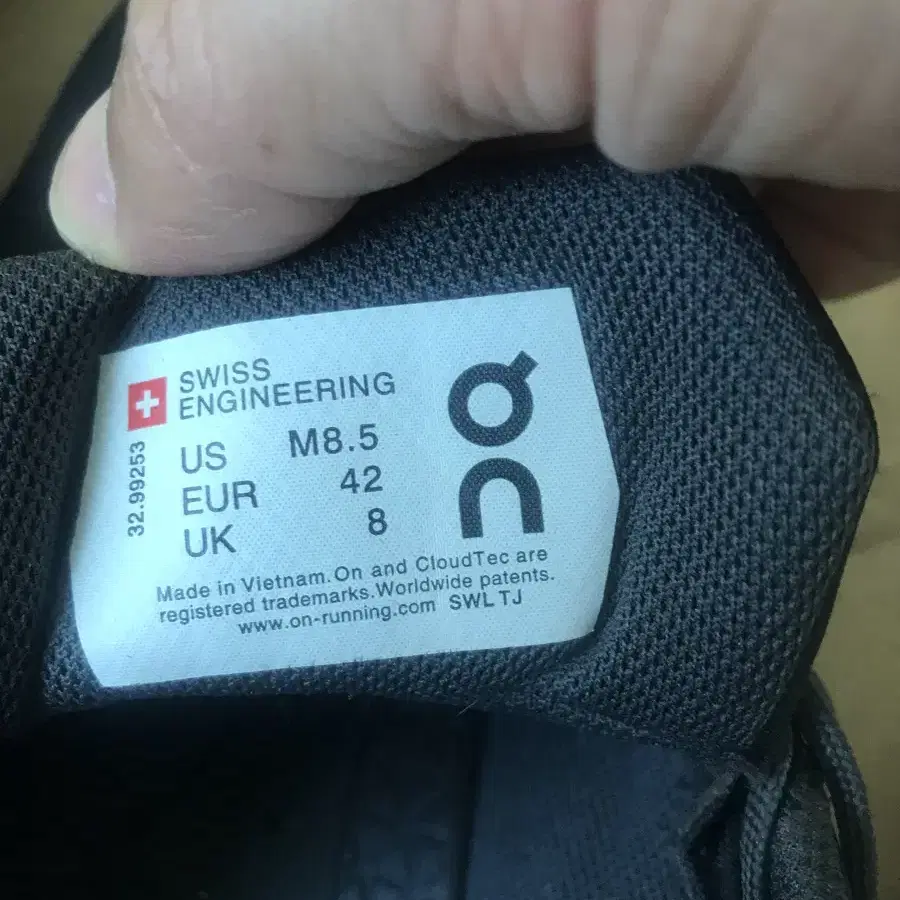 SWISS
ENGINEERING
US M8.5
EUR 42
UK 8
32.99253
On
Made in Vietnam. On and CloudTec are
registered trademarks. Worldwide patents.
www.on-running.com SWL TJ